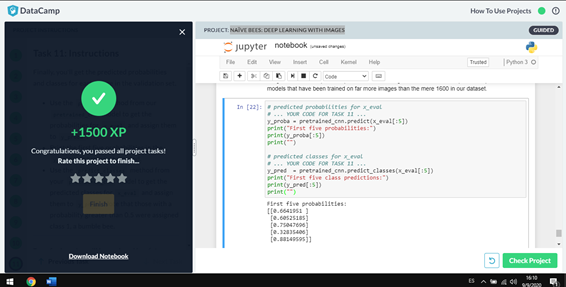 DataCamp
How To Use Projects
PROJECT: NAÏVE BEES: DEEP LEARNING WITH IMAGES
GUIDED
+1500 XP
Congratulations, you passed all project tasks!
Rate this project to finish...
Finish
Download Notebook
jupyter notebook (unsaved changes)
File Edit View Insert Cell Kernel Help
Trusted
Python 3
Code
models that have been trained on far more images than the mere 1600 in our dataset.
In [22]:
# predicted probabilities for x_eval
# ... YOUR CODE FOR TASK 11 ...
y_proba = pretrained_cnn.predict(x_eval[:5])
print("First five probabilities:")
print(y_proba[:5])
print("")
# predicted classes for x_eval
# ... YOUR CODE FOR TASK 11 ...
y_pred = pretrained_cnn.predict_classes(x_eval[:5])
print("First five class predictions:")
print(y_pred[:5])
print("")
First five probabilities:
[[0.6641951 ]
[0.60525185]
[0.75047696]
[0.32835406]
[0.88149595]]
Check Project
ES
16:10
9/9/2020